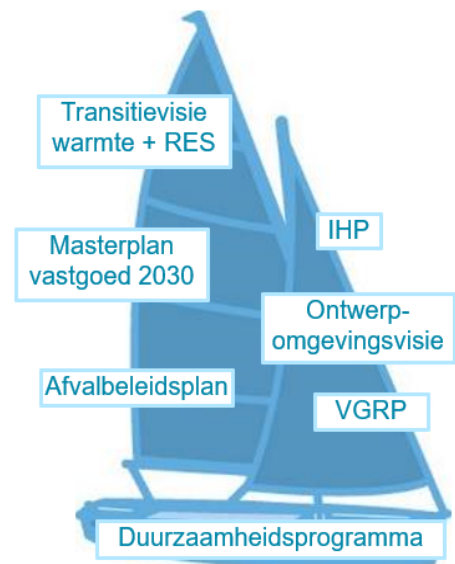 Transitievisie
warmte + RES
IHP
Masterplan
vastgoed 2030
Ontwerp-
omgevingsvisie
Afvalbeleidsplan
VGRP
Duurzaamheidsprogramma